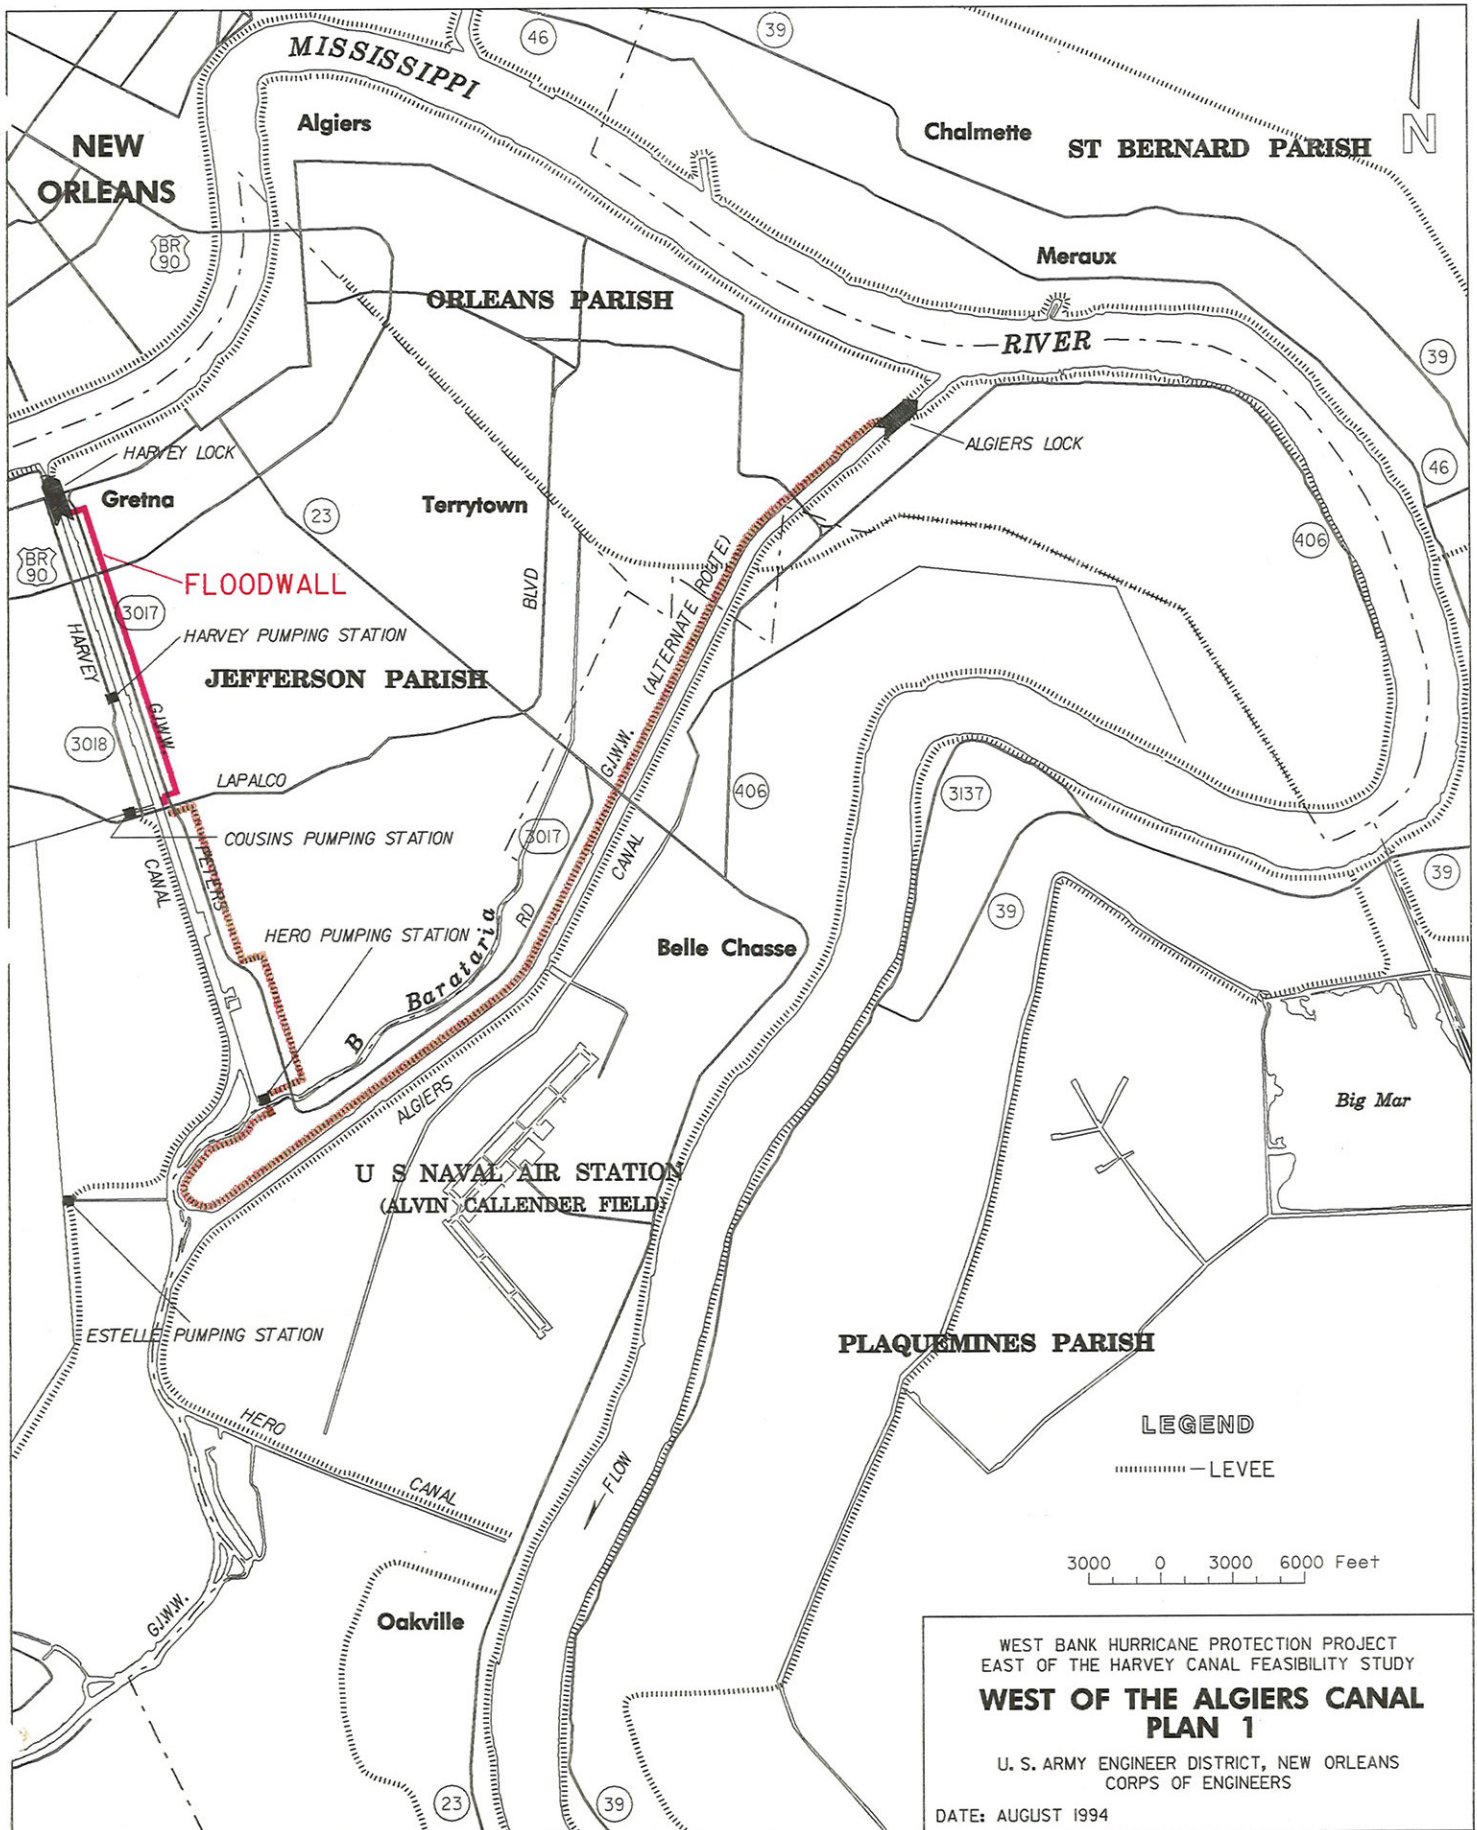 MISSISSIPPI
46
39
NEW
ORLEANS
Algiers
Chalmette
ST BERNARD PARISH
N
BR
90
Meraux
ORLEANS PARISH
RIVER
39
HARVEY LOCK
ALGIERS LOCK
46
Gretna
23
Terrytown
406
BR
90
FLOODWALL
BLVD
(ALTERNATE ROUTE)
3017
HARVEY
HARVEY PUMPING STATION
JEFFERSON PARISH
G.I.W.W.
3018
G.I.W.W.
LAPALCO
406
3137
COUSINS PUMPING STATION
3017
CANAL
CANAL
PETERS
39
39
RD
HERO PUMPING STATION
Belle Chasse
B Barataria
ALGIERS
Big Mar
U S NAVAL AIR STATION
(ALVIN CALLENDER FIELD)
ESTELLE PUMPING STATION
PLAQUEMINES PARISH
HERO
CANAL
FLOW
LEGEND
LEVEE
3000 0 3000 6000 Feet
G.I.W.W.
Oakville
23
39
WEST BANK HURRICANE PROTECTION PROJECT
EAST OF THE HARVEY CANAL FEASIBILITY STUDY
WEST OF THE ALGIERS CANAL
PLAN 1
U. S. ARMY ENGINEER DISTRICT, NEW ORLEANS
CORPS OF ENGINEERS
DATE: AUGUST 1994